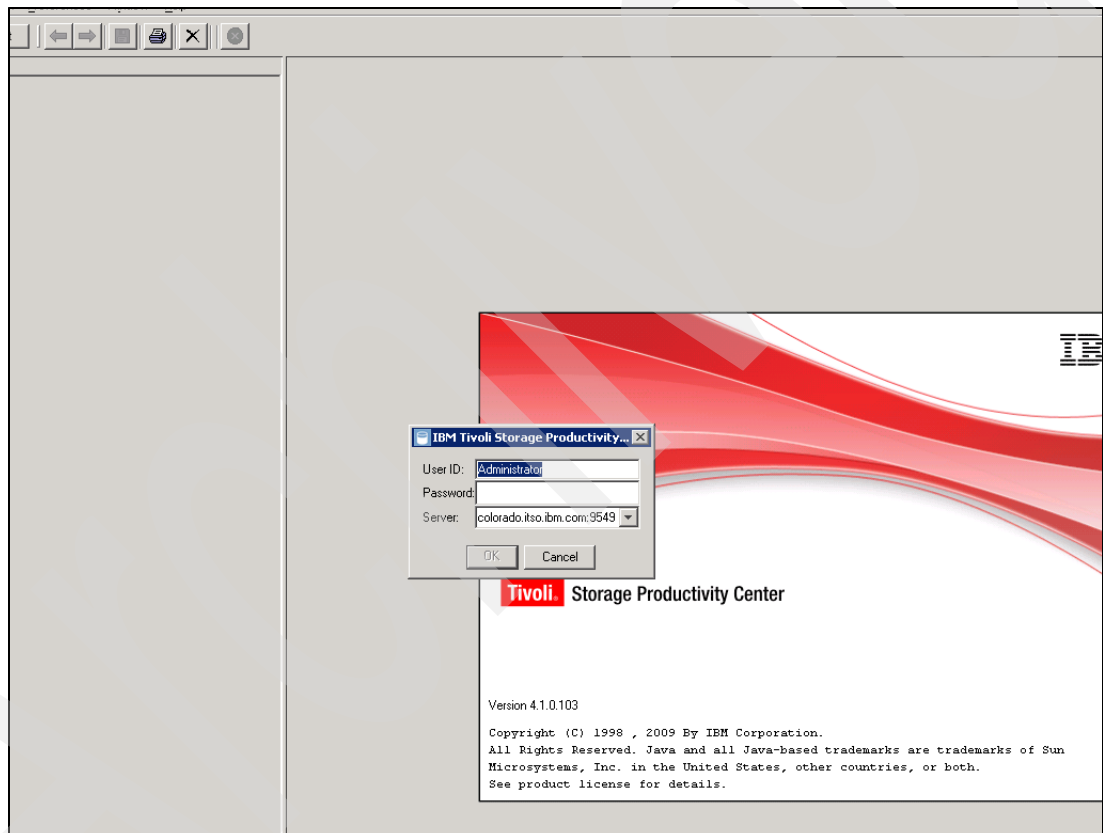 IBM Tivoli Storage Productivity...
User ID: Administrator
Password:
Server: colorado.itso.ibm.com:9549
OK Cancel
Tivoli. Storage Productivity Center
Version 4.1.0.103
Copyright (C) 1998 , 2009 By IBM Corporation.
All Rights Reserved. Java and all Java-based trademarks are trademarks of Sun
Microsystems, Inc. in the United States, other countries, or both.
See product license for details.